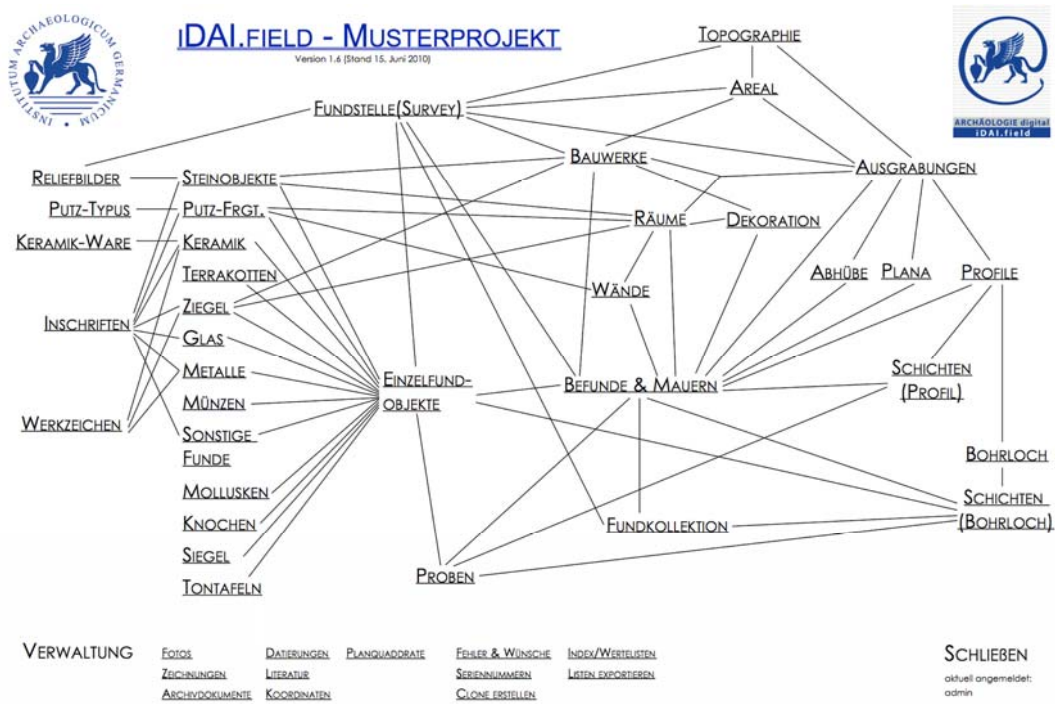 INSTITUTUM ARCHAEOLOGICUM GERMANICUM
iDAI.FIELD - MUSTERPROJEKT
Version 1.6 (Stand 15. Juni 2010)
ARCHÄOLOGIE digital
iDAI.field
TOPOGRAPHIE
AREAL
FUNDSTELLE(SURVEY)
BAUWERKE
AUSGRABUNGEN
RELIEFBILDER
STEINOBJEKTE
PUTZ-TYPUS
PUTZ-FRGT.
RÄUME
DEKORATION
KERAMIK-WARE
KERAMIK
TERRAKOTTEN
ABHÜBE
PLANA
PROFILE
WÄNDE
ZIEGEL
INSCHRIFTEN
GLAS
METALLE
EINZELFUND-
OBJEKTE
BEFUNDE & MAUERN
SCHICHTEN
(PROFIL)
MÜNZEN
WERKZEICHEN
SONSTIGE
FUNDE
BOHRLOCH
MOLLUSKEN
SCHICHTEN
(BOHRLOCH)
KNOCHEN
FUNDKOLLEKTION
SIEGEL
PROBEN
TONTAFELN
VERWALTUNG
FOTOS
DATIERUNGEN
PLANQUADDRATE
FEHLER & WÜNSCHE
INDEX/WERTELISTEN
ZEICHNUNGEN
LITERATUR
SERIENNUMMERN
LISTEN EXPORTIEREN
ARCHIVDOKUMENTE
KOORDINATEN
CLONE ERSTELLEN
SCHLIEßEN
aktuell angemeldet:
admin